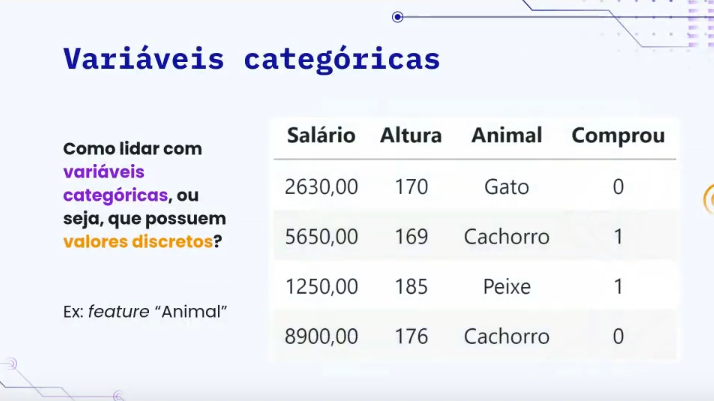 Variáveis categóricas
Como lidar com
variáveis
categóricas, ou
seja, que possuem
valores discretos?
Ex: feature “Animal”
Salário Altura Animal Comprou
2630,00 170 Gato 0
5650,00 169 Cachorro 1
1250,00 185 Peixe 1
8900,00 176 Cachorro 0